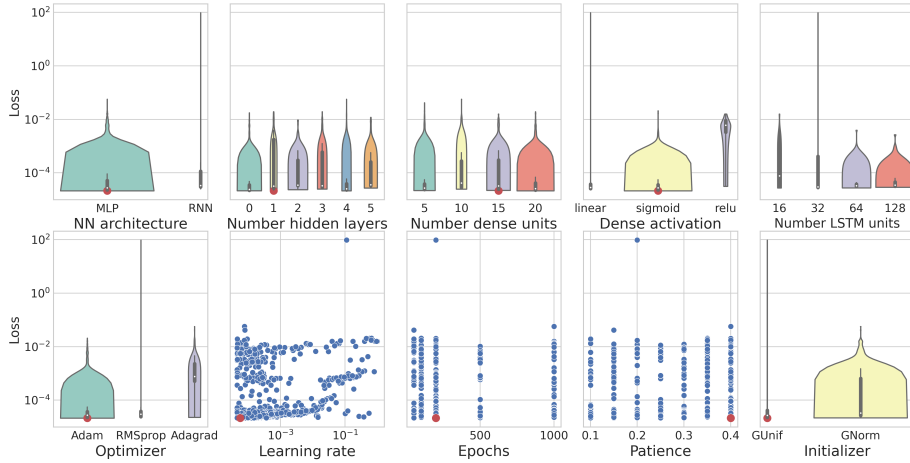 10² 10⁰ 10⁻² 10⁻⁴
Loss
MLP RNN
NN architecture
0 1 2 3 4 5
Number hidden layers
5 10 15 20
Number dense units
linear sigmoid relu
Dense activation
16 32 64 128
Number LSTM units
10² 10⁰ 10⁻² 10⁻⁴
Loss
Adam RMSprop Adagrad
Optimizer
10⁻³ 10⁻¹
Learning rate
500 1000
Epochs
0.1 0.2 0.3 0.4
Patience
GUnif GNorm
Initializer